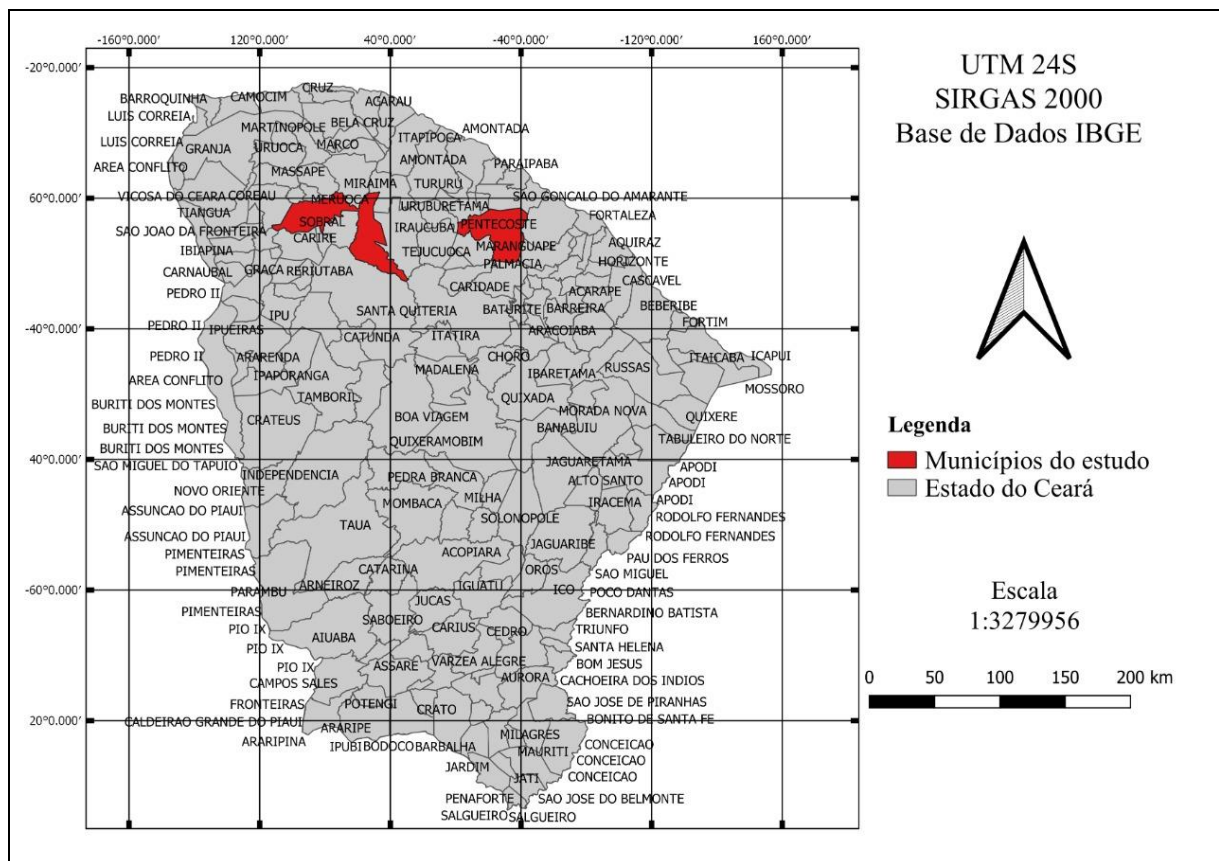 -160°0.000' 120°0.000' 40°0.000' -40°0.000' -120°0.000' 160°0.000'
-20°0.000'
60°0.000'
-40°0.000'
40°0.000'
-60°0.000'
20°0.000'
CRUZ
BARROQUINHA CAMOCIM ACARAU
LUIS CORREIA
MARTINOPOLE BELA CRUZ AMONTADA
LUIS CORREIA GRANJA URUOCA MARCO ITAPIPOCA
AREA CONFLITO AMONTADA PARAIPABA
MASSAPE
MIRAIMA TURURU
VICOSA DO CEARA COREAU MERUOCA SAO GONCALO DO AMARANTE
URUBURETAMA
TIANGUA SOBRAL IRAUCUBA PENTECOSTE FORTALEZA
SAO JOAO DA FRONTEIRA
CARIRE MARANGUAPE AQUIRAZ
IBIAPINA TEJUCUOCA
PALMACIA HORIZONTE
CARNAUBAL GRACA RERIUTABA
CARIDADE ACARAPE CASCAVEL
PEDRO II
IPU SANTA QUITERIA BATURITE BARREIRA BEBERIBE
PEDRO II IPUEIRAS FORTIM
CATUNDA ITATIRA ARACOIABA
PEDRO II ARARENDA CHORO ITAICABA ICAPUI
AREA CONFLITO IPAPORANGA MADALENA IBARETAMA RUSSAS
MOSSORO
BURITI DOS MONTES TAMBORIL QUIXADA
CRATEUS BOA VIAGEM MORADA NOVA QUIXERE
BURITI DOS MONTES BANABUIU
BURITI DOS MONTES QUIXERAMOBIM TABULEIRO DO NORTE
SAO MIGUEL DO TAPUIO JAGUARETAMA
INDEPENDENCIA PEDRA BRANCA APODI
NOVO ORIENTE ALTO SANTO APODI
MOMBACA MILHA
ASSUNCAO DO PIAUI IRACEMA APODI
TAUA SOLONOPOLE RODOLFO FERNANDES
ASSUNCAO DO PIAUI RODOLFO FERNANDES
PIMENTEIRAS ACOPIARA JAGUARIBE
PAU DOS FERROS
PIMENTEIRAS CATARINA OROS SAO MIGUEL
PARAMBU ARNEIROZ IGUATU ICO POCO DANTAS
JUCAS
PIMENTEIRAS BERNARDINO BATISTA
SABOEIRO
PIO IX AIUABA CARIUS CEDRO TRIUNFO
PIO IX SANTA HELENA
PIO IX ASSARE VARZEA ALEGRE BOM JESUS
CAMPOS SALES AURORA CACHOEIRA DOS INDIOS
FRONTEIRAS POTENGI CRATO SAO JOSE DE PIRANHAS
CALDEIRAO GRANDE DO PIAUI BONITO DE SANTA FE
ARARIPE MILAGRES
ARARIPINA IPUBI BODOCO BARBALHA MAURITI CONCEICAO
CONCEICAO
JARDIM JATI CONCEICAO
PENAFORTE SAO JOSE DO BELMONTE
SALGUEIRO SALGUEIRO
UTM 24S
SIRGAS 2000
Base de Dados IBGE
Legenda
Municípios do estudo
Estado do Ceará
Escala
1:3279956
0 50 100 150 200 km